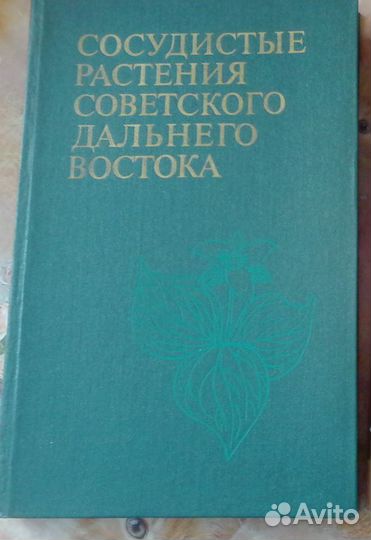 СОСУДИСТЫЕ
РАСТЕНИЯ
СОВЕТСКОГО
ДАЛЬНЕГО
ВОСТОКА
Avito